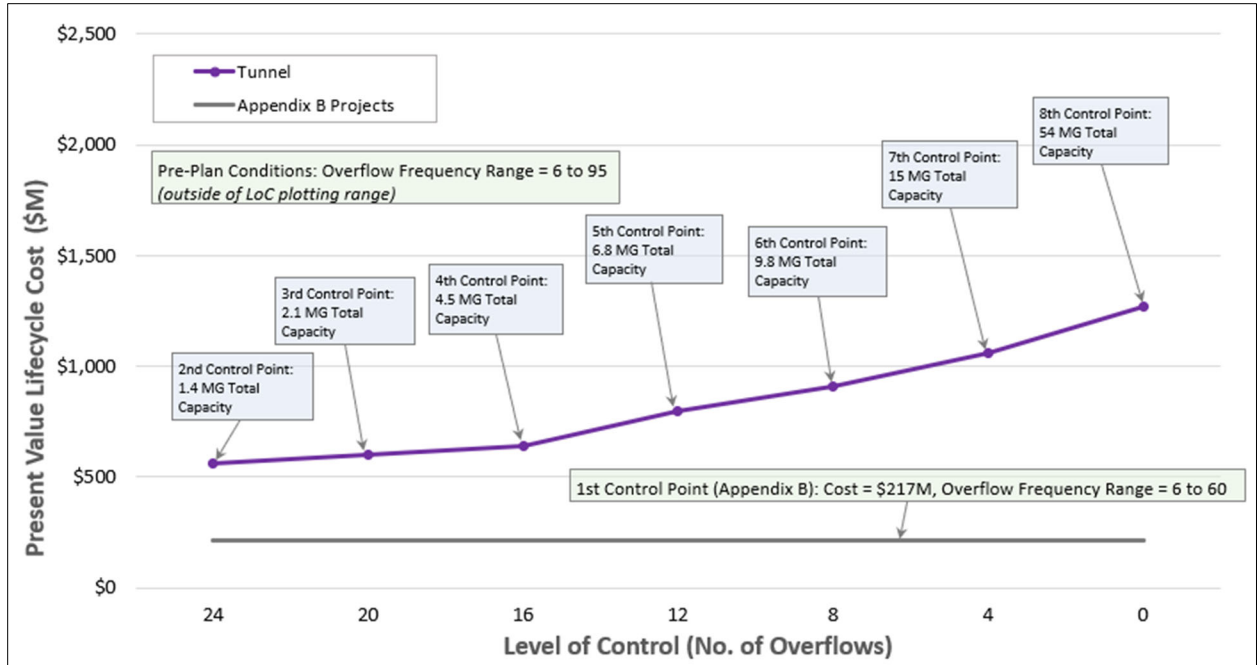 $2,500
$2,000
$1,500
$1,000
$500
$0
Present Value Lifecycle Cost ($M)
Tunnel
Appendix B Projects
Pre-Plan Conditions: Overflow Frequency Range = 6 to 95
(outside of LoC plotting range)
2nd Control Point:
1.4 MG Total
Capacity
3rd Control Point:
2.1 MG Total
Capacity
4th Control Point:
4.5 MG Total
Capacity
5th Control Point:
6.8 MG Total
Capacity
6th Control Point:
9.8 MG Total
Capacity
7th Control Point:
15 MG Total
Capacity
8th Control Point:
54 MG Total
Capacity
1st Control Point (Appendix B): Cost = $217M, Overflow Frequency Range = 6 to 60
24 20 16 12 8 4 0
Level of Control (No. of Overflows)